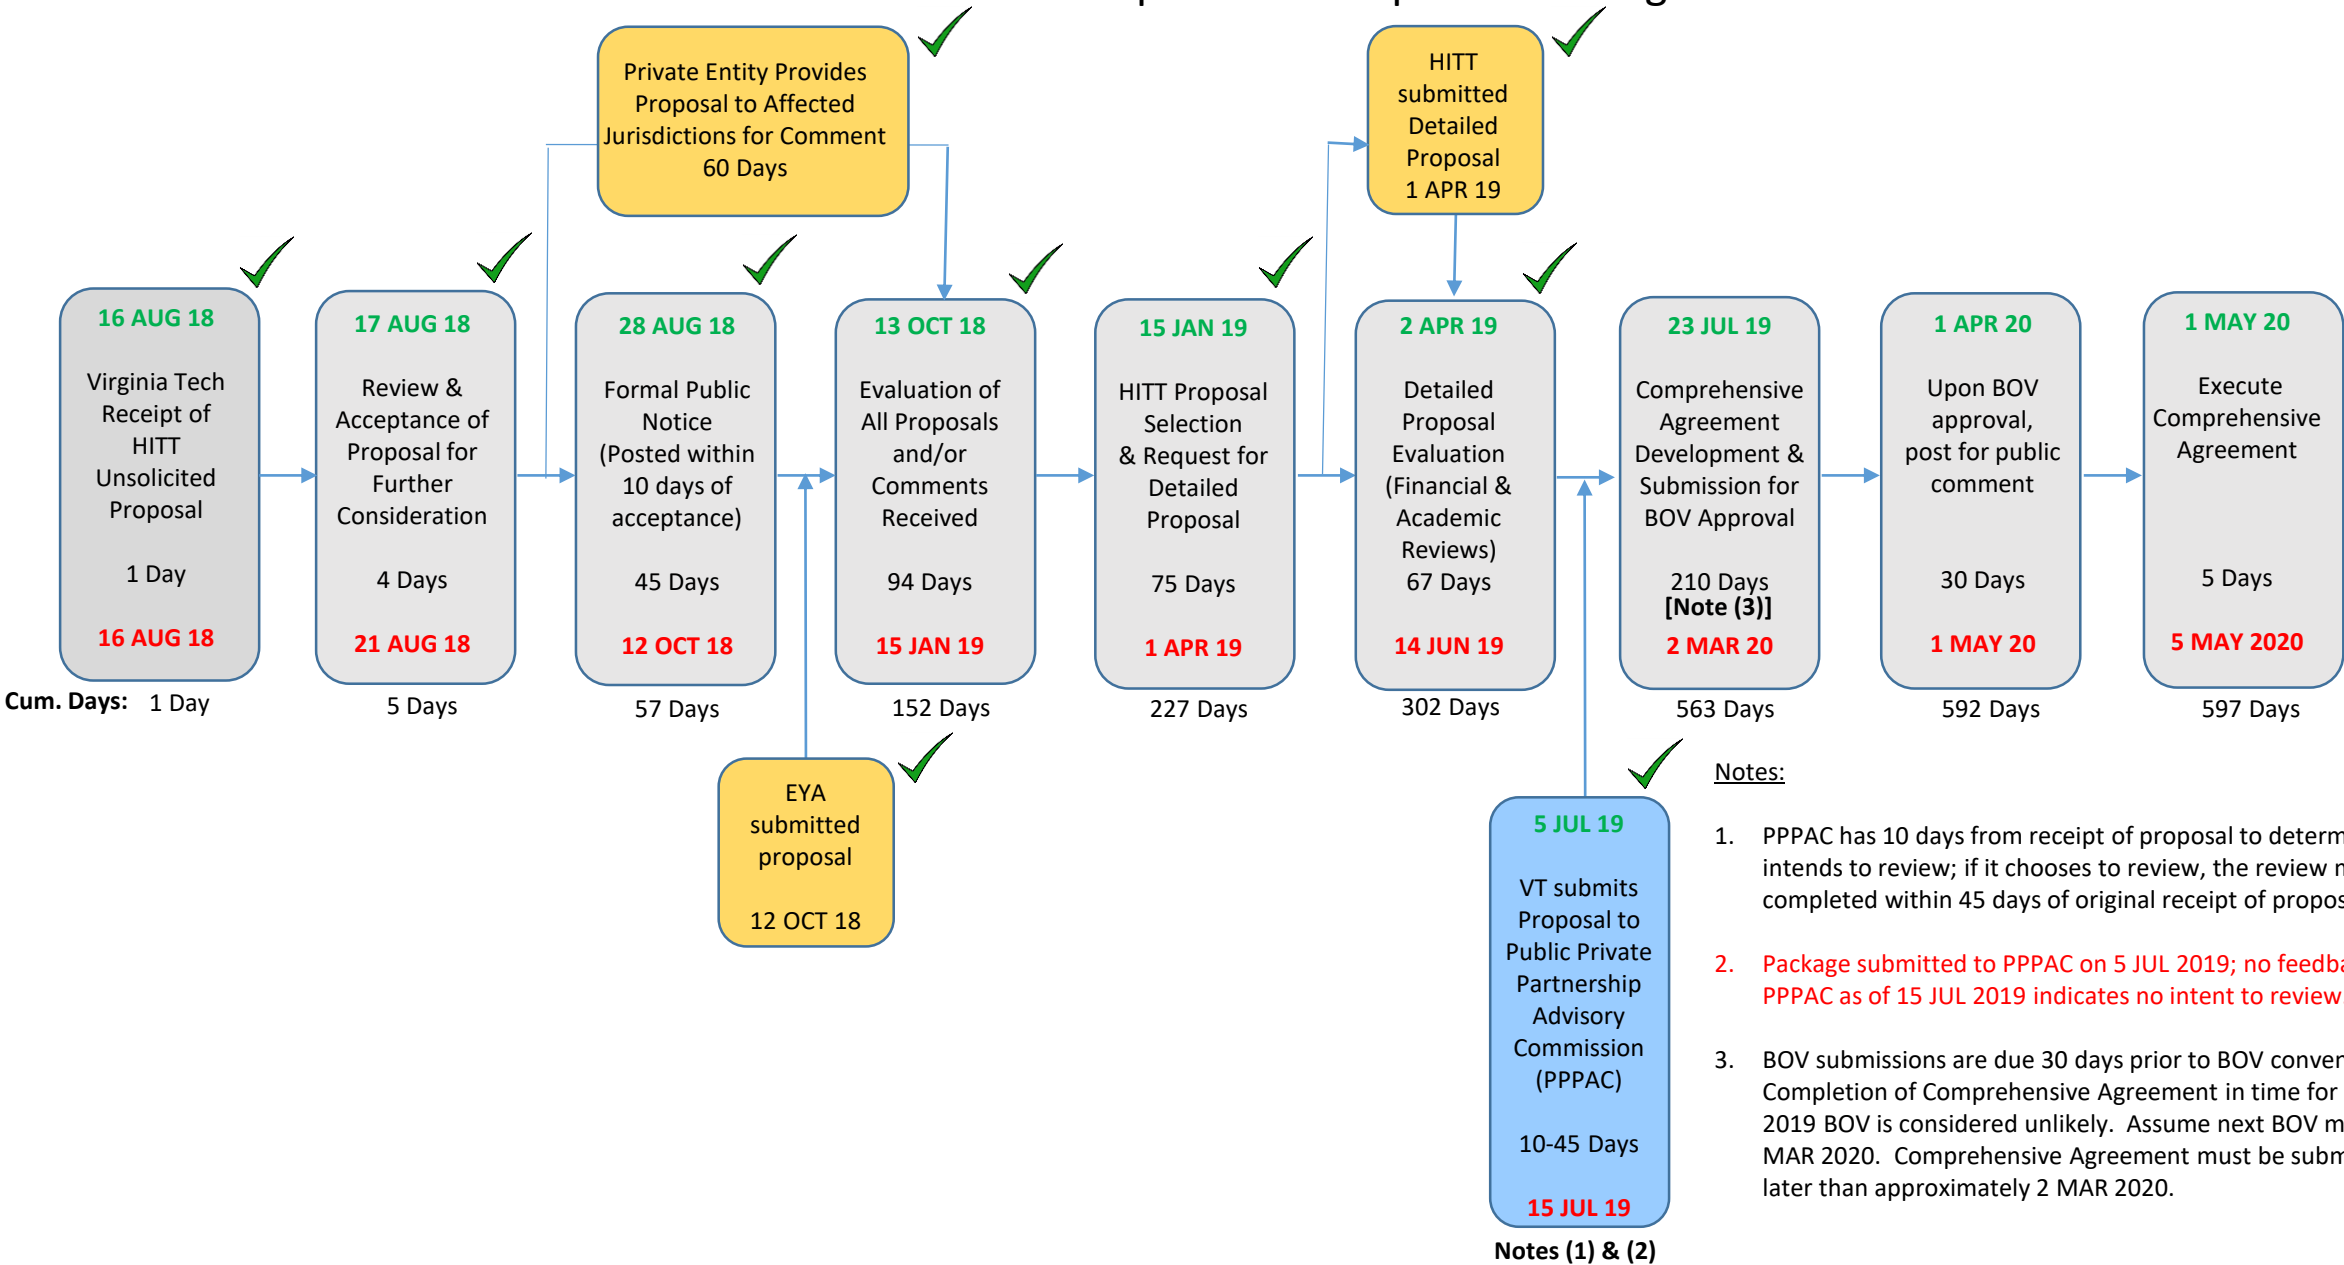 Private Entity Provides
Proposal to Affected
Jurisdictions for Comment
60 Days
HITT
submitted
Detailed
Proposal
1 APR 19
16 AUG 18
Virginia Tech
Receipt of
HITT
Unsolicited
Proposal
1 Day
16 AUG 18
17 AUG 18
Review &
Acceptance of
Proposal for
Further
Consideration
4 Days
21 AUG 18
28 AUG 18
Formal Public
Notice
(Posted within
10 days of
acceptance)
45 Days
12 OCT 18
13 OCT 18
Evaluation of
All Proposals
and/or
Comments
Received
94 Days
15 JAN 19
15 JAN 19
HITT Proposal
Selection
& Request for
Detailed
Proposal
75 Days
1 APR 19
2 APR 19
Detailed
Proposal
Evaluation
(Financial &
Academic
Reviews)
67 Days
14 JUN 19
23 JUL 19
Comprehensive
Agreement
Development &
Submission for
BOV Approval
210 Days
[Note (3)]
2 MAR 20
1 APR 20
Upon BOV
approval,
post for public
comment
30 Days
1 MAY 20
1 MAY 20
Execute
Comprehensive
Agreement
5 Days
5 MAY 2020
Cum. Days: 1 Day
5 Days
57 Days
152 Days
227 Days
302 Days
563 Days
592 Days
597 Days
EYA
submitted
proposal
12 OCT 18
5 JUL 19
VT submits
Proposal to
Public Private
Partnership
Advisory
Commission
(PPPAC)
10-45 Days
15 JUL 19
Notes (1) & (2)
Notes:
1. PPPAC has 10 days from receipt of proposal to
intends to review; if it chooses to review, the review
completed within 45 days of original receipt of
2. Package submitted to PPPAC on 5 JUL 2019; no
PPPAC as of 15 JUL 2019 indicates no intent to review
3. BOV submissions are due 30 days prior to BOV
Completion of Comprehensive Agreement in time for
2019 BOV is considered unlikely. Assume next BOV
MAR 2020. Comprehensive Agreement must be
later than approximately 2 MAR 2020.